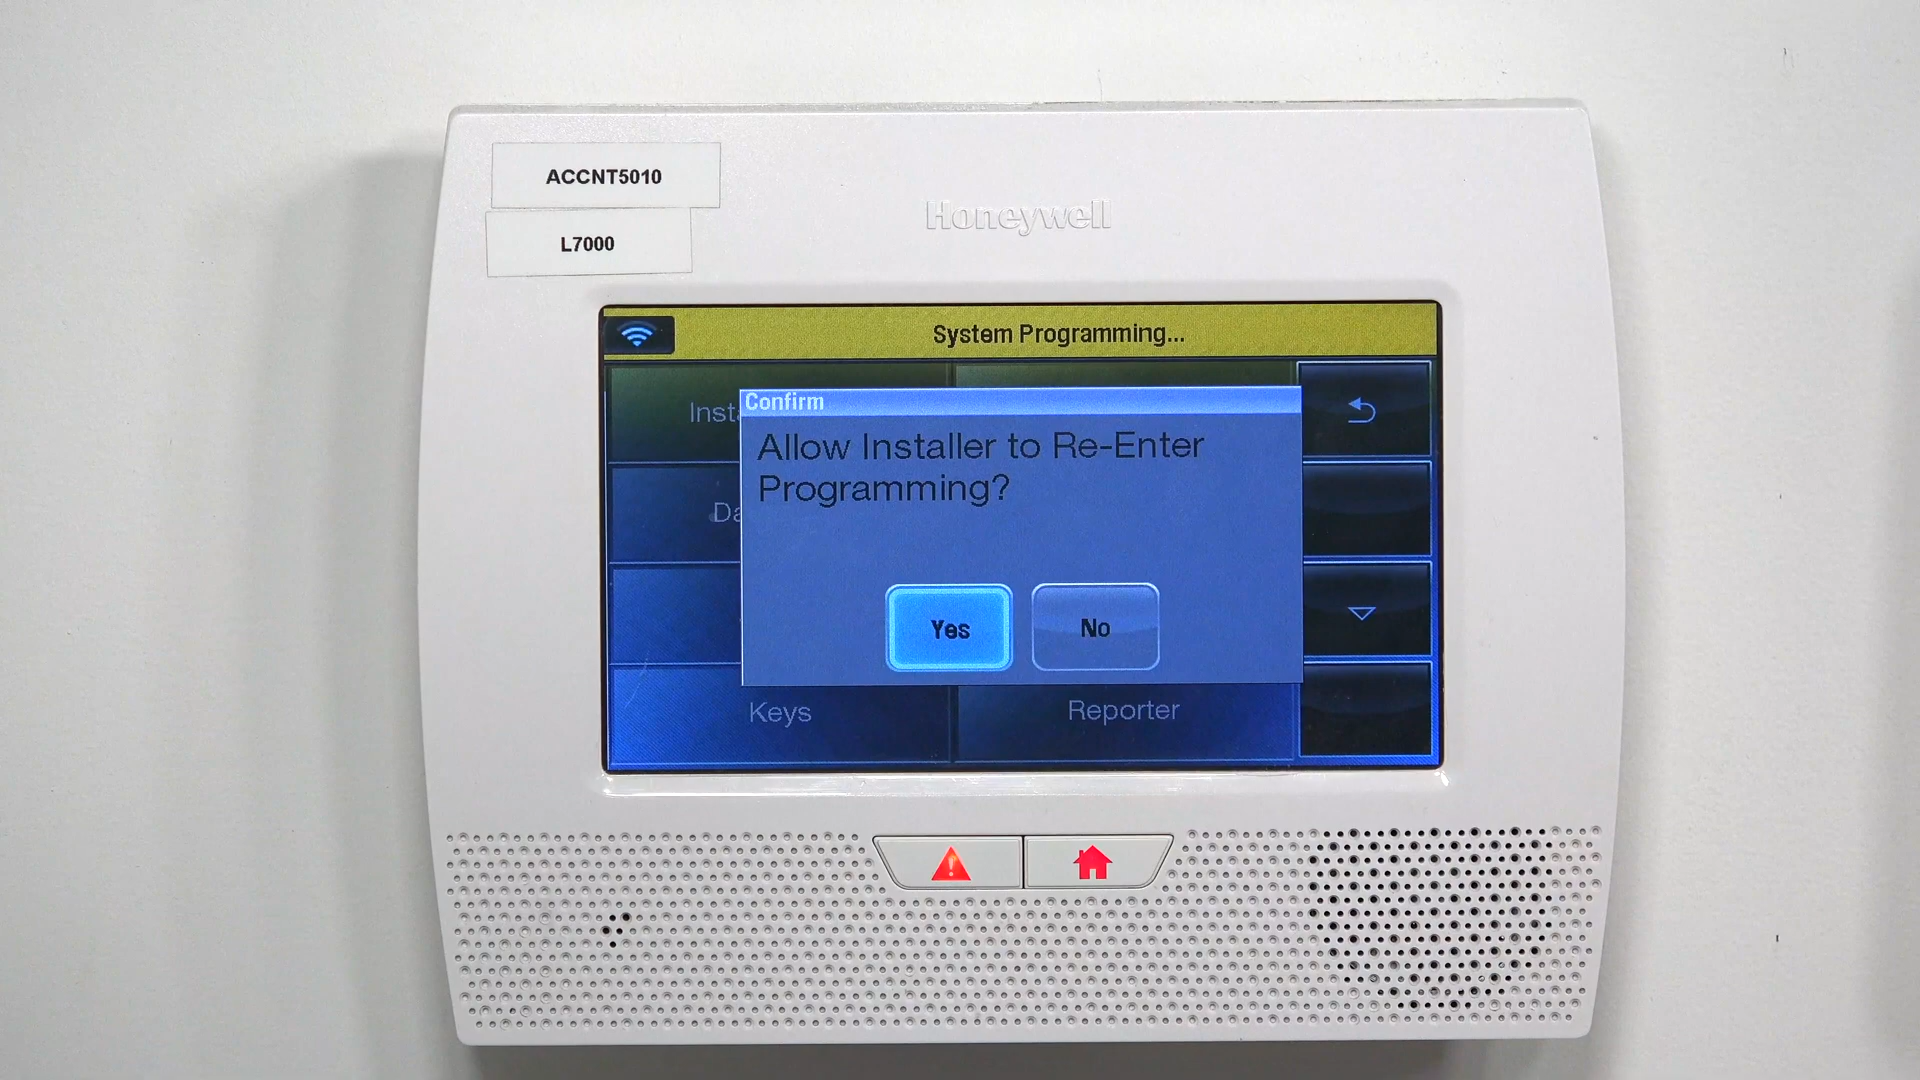 ACCNT5010
L7000
Honeywell
System Programming...
Confirm
Allow Installer to Re-Enter
Programming?
Yes
No
Keys
Reporter